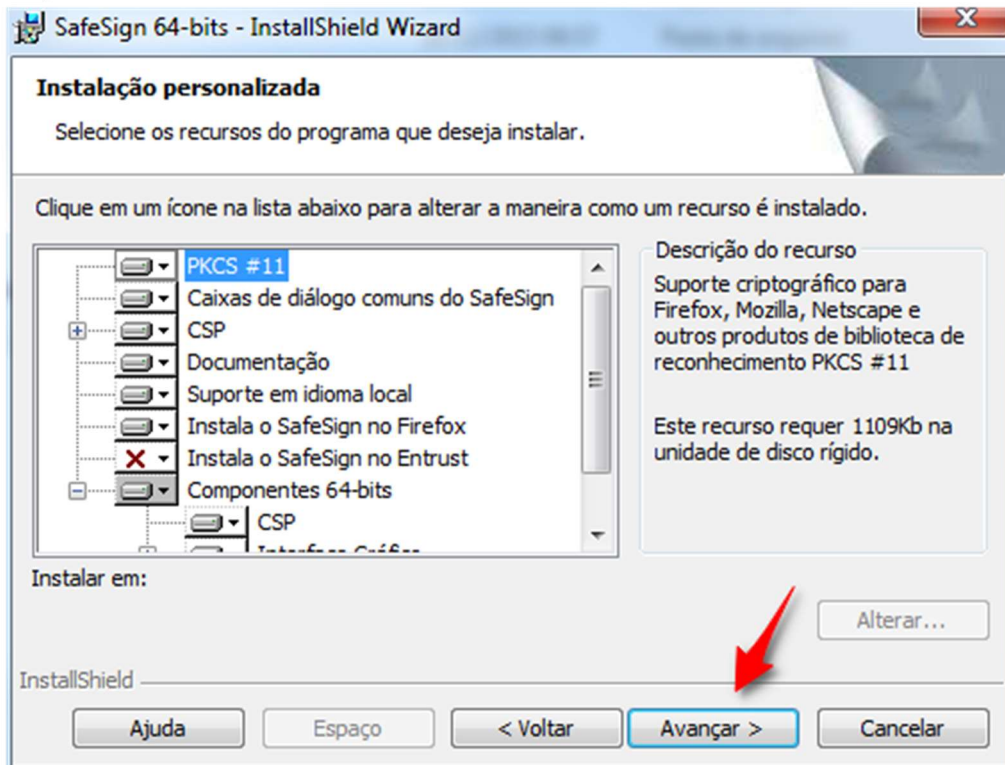 SafeSign 64-bits - InstallShield Wizard
Instalação personalizada
Selecione os recursos do programa que deseja instalar.
Clique em um ícone na lista abaixo para alterar a maneira como um recurso é instalado.
PKCS #11
Caixas de diálogo comuns do SafeSign
CSP
Documentação
Suporte em idioma local
Instala o SafeSign no Firefox
Instala o SafeSign no Entrust
Componentes 64-bits
CSP
Interface Gráfica
Descrição do recurso
Suporte criptográfico para
Firefox, Mozilla, Netscape e
outros produtos de biblioteca de
reconhecimento PKCS #11
Este recurso requer 1109Kb na
unidade de disco rígido.
Instalar em:
Alterar...
InstallShield
Ajuda
Espaço
< Voltar
Avançar >
Cancelar